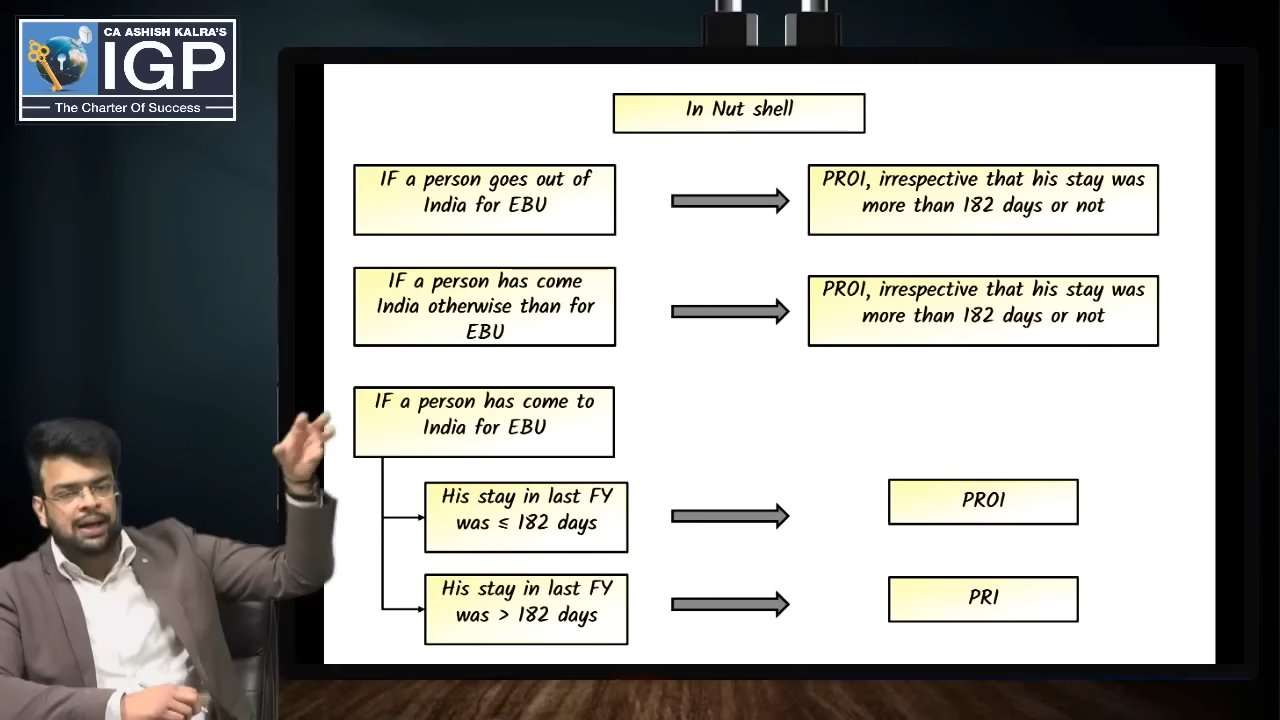 CA ASHISH KALRA'S
IGP
The Charter Of Success
In Nut shell
IF a person goes out of
India for EBU
PROI, irrespective that his stay was
more than 182 days or not
IF a person has come
India otherwise than for
EBU
PROI, irrespective that his stay was
more than 182 days or not
IF a person has come to
India for EBU
His stay in last FY
was ≤ 182 days
PROI
His stay in last FY
was > 182 days
PRI